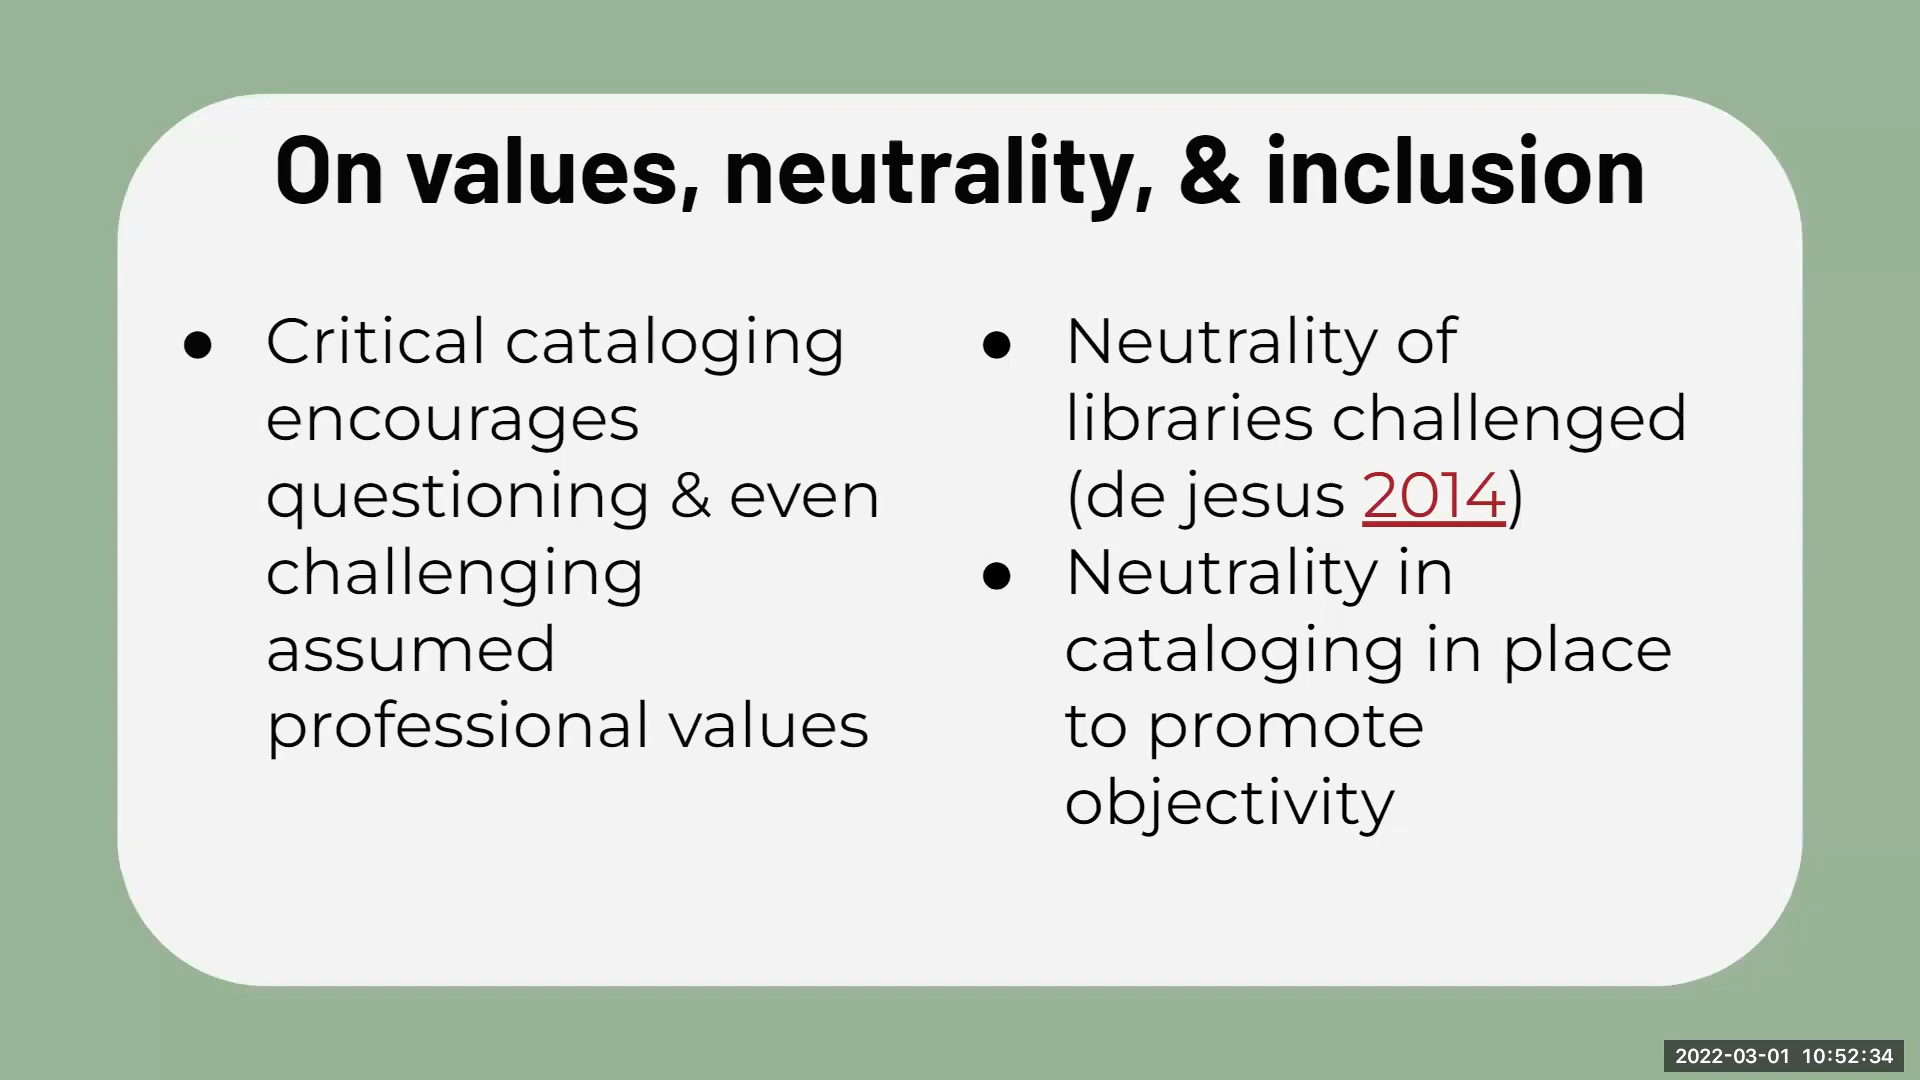 On values, neutrality, & inclusion
● Critical cataloging
encourages
questioning & even
challenging
assumed
professional values
● Neutrality of
libraries challenged
(de jesus 2014)
● Neutrality in
cataloging in place
to promote
objectivity
2022-03-01 10:52:34